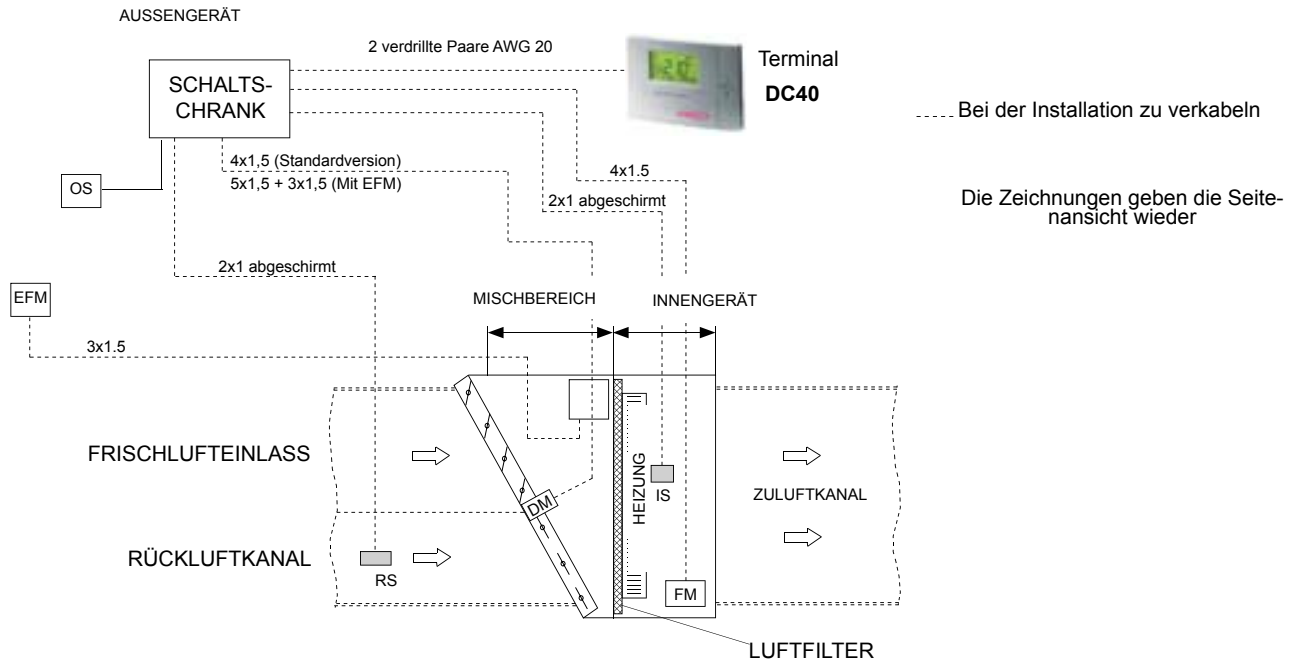 AUSSENGERÄT
2 verdrillte Paare AWG 20
Terminal
DC40
SCHALTS-
CHRANK
Bei der Installation zu verkabeln
4x1,5 (Standardversion)
5x1,5 + 3x1,5 (Mit EFM)
4x1.5
2x1 abgeschirmt
OS
Die Zeichnungen geben die Seite-
nansicht wieder
2x1 abgeschirmt
EFM
MISCHBEREICH
INNENGERÄT
3x1.5
FRISCHLUFTEINLASS
HEIZUNG
IS
ZULUFTKANAL
DM
RÜCKLUFTKANAL
RS
FM
LUFTFILTER